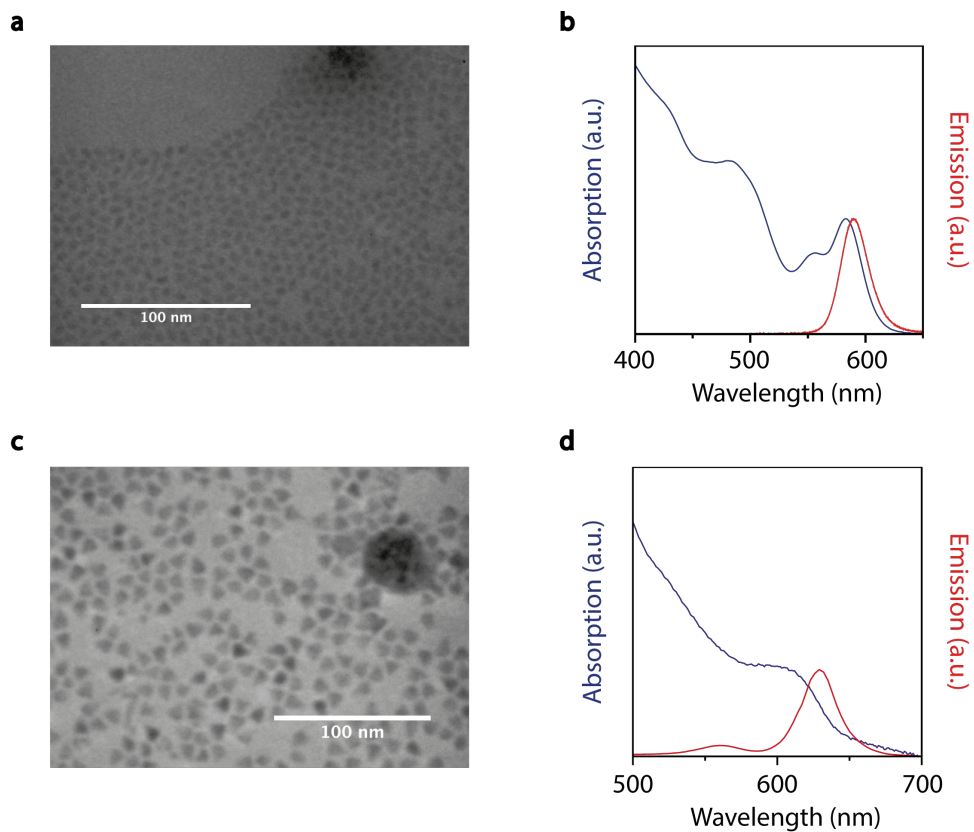 a
100 nm
b
Absorption (a.u.)
Emission (a.u.)
400
500
600
Wavelength (nm)
c
100 nm
d
Absorption (a.u.)
Emission (a.u.)
500
600
700
Wavelength (nm)